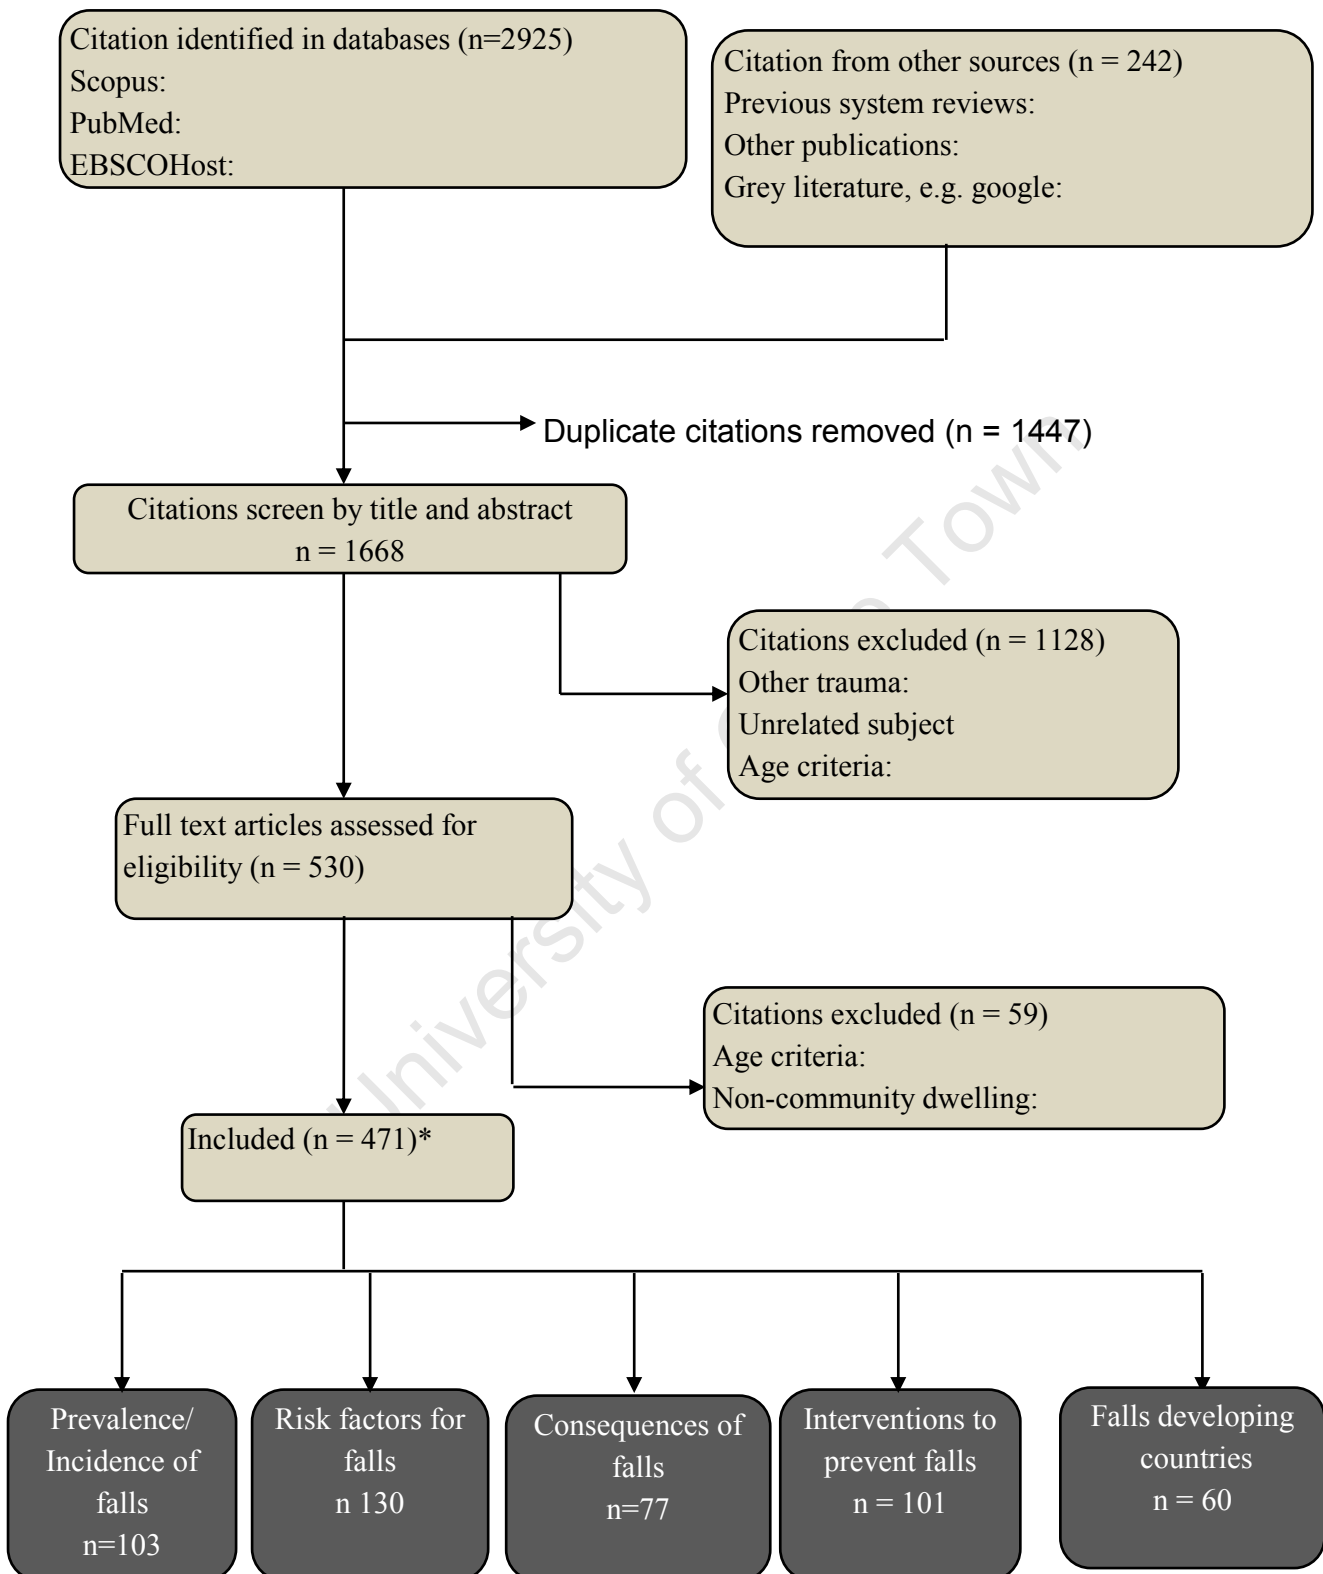 Citation identified in databases (n=2925)
Scopus:
PubMed:
EBSCOHost:
Citation from other sources (n = 242)
Previous system reviews:
Other publications:
Grey literature, e.g. google:
Duplicate citations removed (n = 1447)
Citations screen by title and abstract
n = 1668
Citations excluded (n = 1128)
Other trauma:
Unrelated subject
Age criteria:
Full text articles assessed for
eligibility (n = 530)
Citations excluded (n = 59)
Age criteria:
Non-community dwelling:
Included (n = 471)*
Prevalence/
Incidence of
falls
n=103
Risk factors for
falls
n 130
Consequences of
falls
n=77
Interventions to
prevent falls
n = 101
Falls developing
countries
n = 60
University of
Town